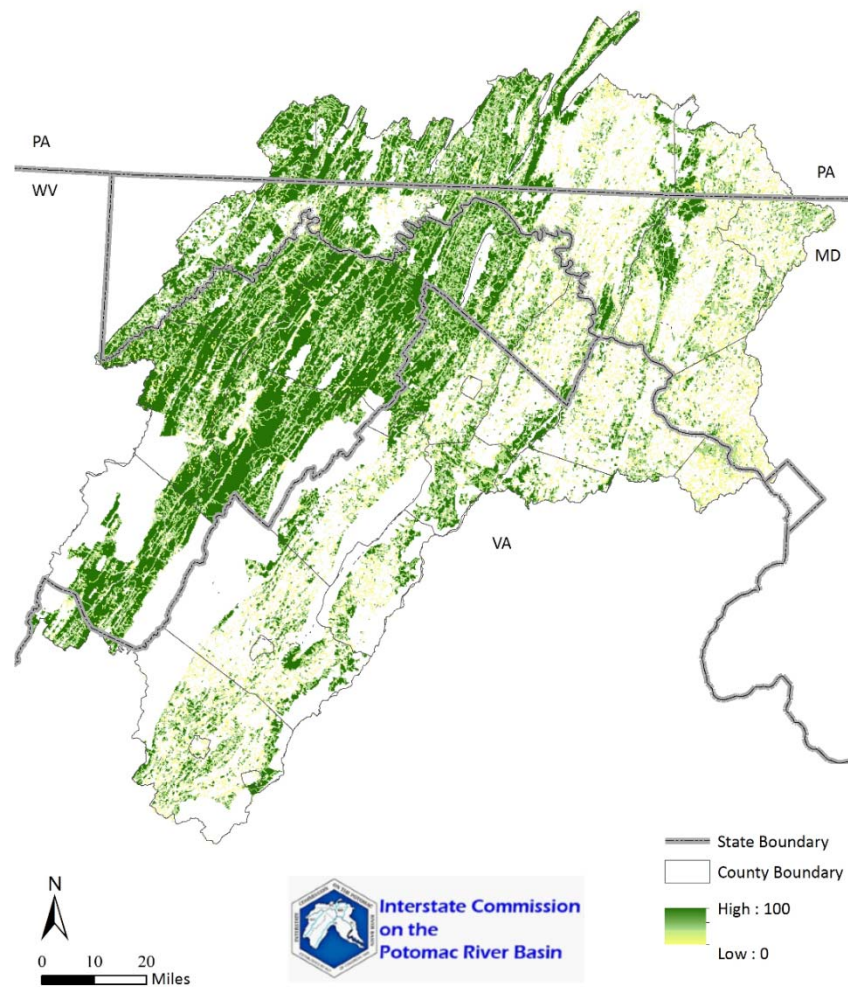 PA
WV
PA
MD
VA
State Boundary
County Boundary
High : 100
Low : 0
N
0 10 20
Miles
Interstate Commission
on the
Potomac River Basin